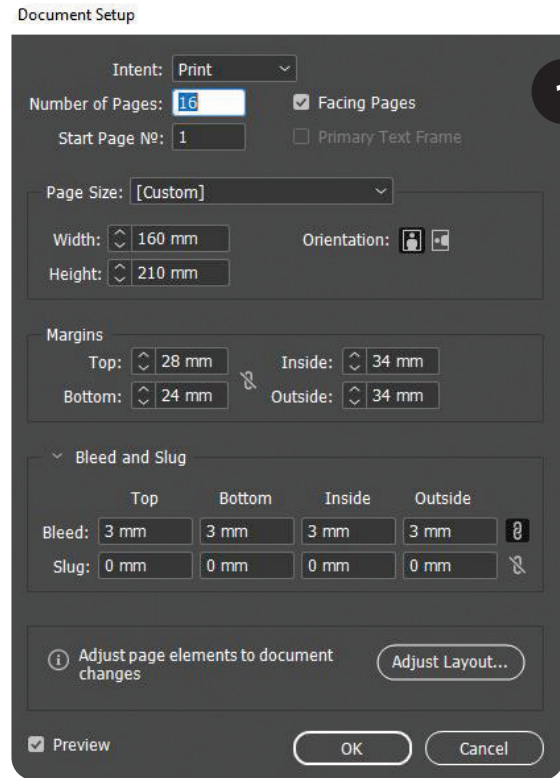 Document Setup
Intent: Print
Number of Pages: 16 Facing Pages
Start Page №: 1 Primary Text Frame
Page Size: [Custom]
Width: 160 mm Orientation:
Height: 210 mm
Margins
Top: 28 mm Inside: 34 mm
Bottom: 24 mm Outside: 34 mm
Bleed and Slug
Top Bottom Inside Outside
Bleed: 3 mm 3 mm 3 mm 3 mm
Slug: 0 mm 0 mm 0 mm 0 mm
Adjust page elements to document Adjust Layout...
changes
Preview OK Cancel